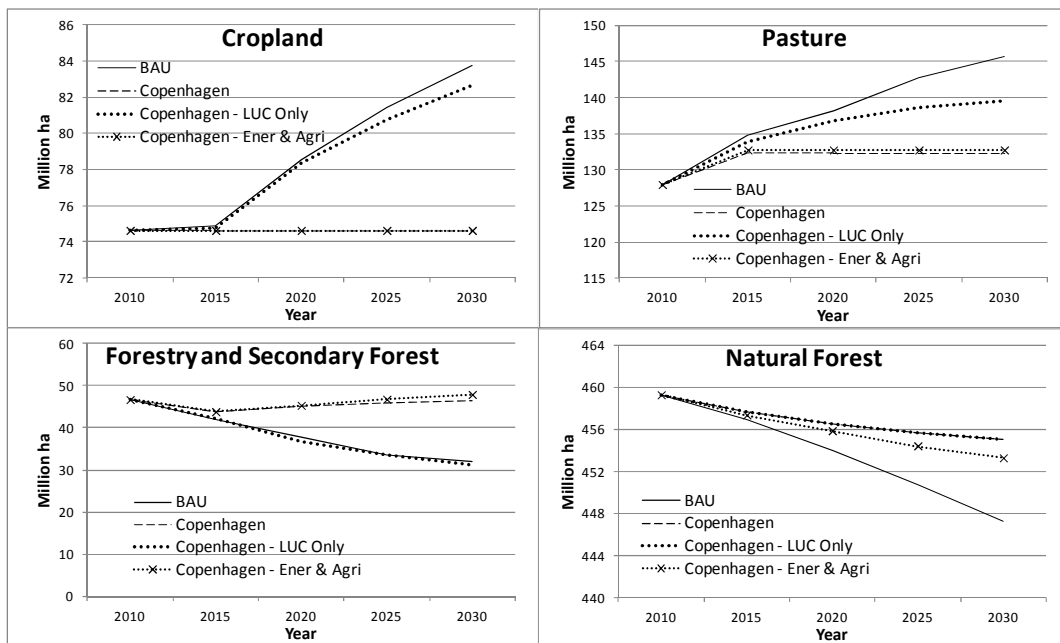 Cropland
Million ha
86
84
82
80
78
76
74
72
BAU
Copenhagen
Copenhagen - LUC Only
Copenhagen - Ener & Agri
2010 2015 2020 2025 2030
Year
Pasture
Million ha
150
145
140
135
130
125
120
115
BAU
Copenhagen
Copenhagen - LUC Only
Copenhagen - Ener & Agri
2010 2015 2020 2025 2030
Year
Forestry and Secondary Forest
Million ha
60
50
40
30
20
10
0
BAU
Copenhagen
Copenhagen - LUC Only
Copenhagen - Ener & Agri
2010 2015 2020 2025 2030
Year
Natural Forest
Million ha
464
460
456
452
448
444
440
BAU
Copenhagen
Copenhagen - LUC Only
Copenhagen - Ener & Agri
2010 2015 2020 2025 2030
Year